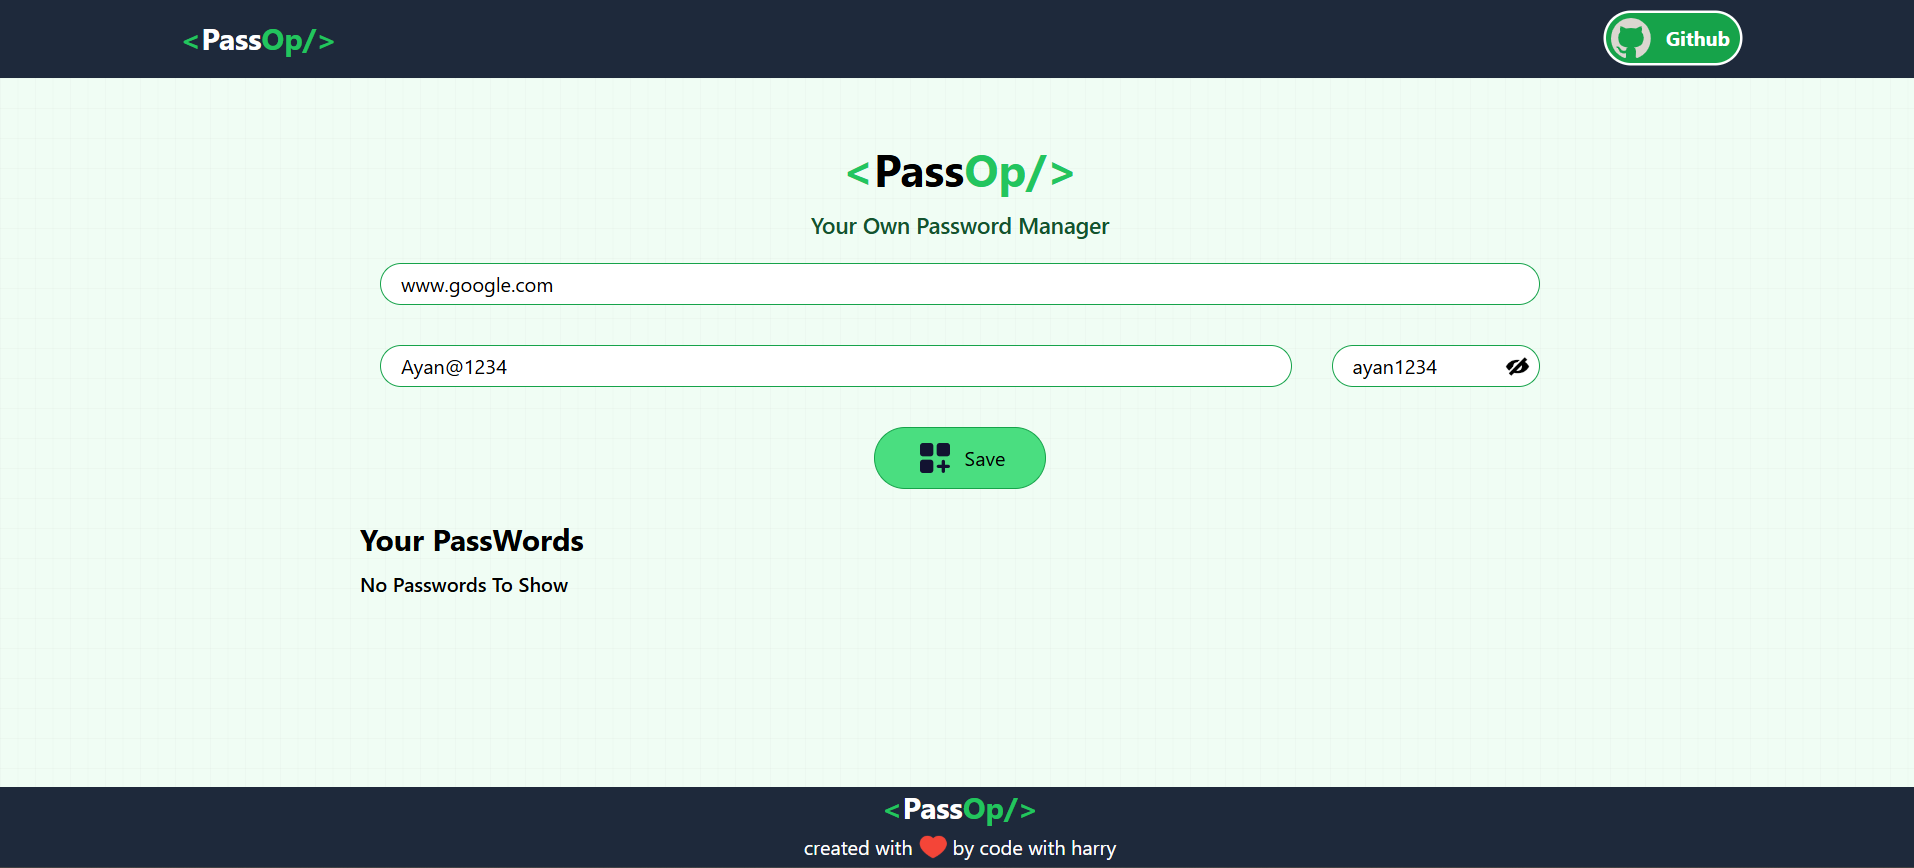 <PassOp/>
Github
<PassOp/>
Your Own Password Manager
www.google.com
Ayan@1234
ayan1234
Save
Your PassWords
No Passwords To Show
<PassOp/>
created with ❤️ by code with harry